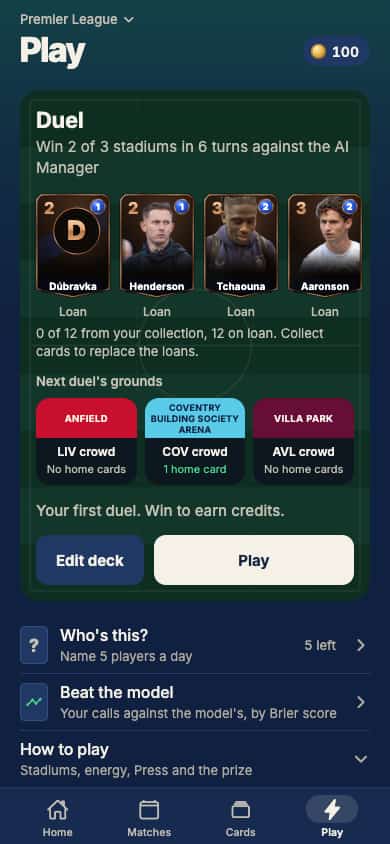 Premier League
Play
100
Duel
Win 2 of 3 stadiums in 6 turns against the AI
Manager
2 1 2 1 3 2 3 2
D
Dúbravka Henderson Tchaouna Aaronson
Loan Loan Loan Loan
0 of 12 from your collection, 12 on loan. Collect
cards to replace the loans.
Next duel's grounds
ANFIELD
COVENTRY
BUILDING SOCIETY
ARENA
VILLA PARK
LIV crowd COV crowd AVL crowd
No home cards 1 home card No home cards
Your first duel. Win to earn credits.
Edit deck Play
?
Who's this?
Name 5 players a day
5 left
Beat the model
Your calls against the model's, by Brier score
How to play
Stadiums, energy, Press and the prize
Home Matches Cards Play